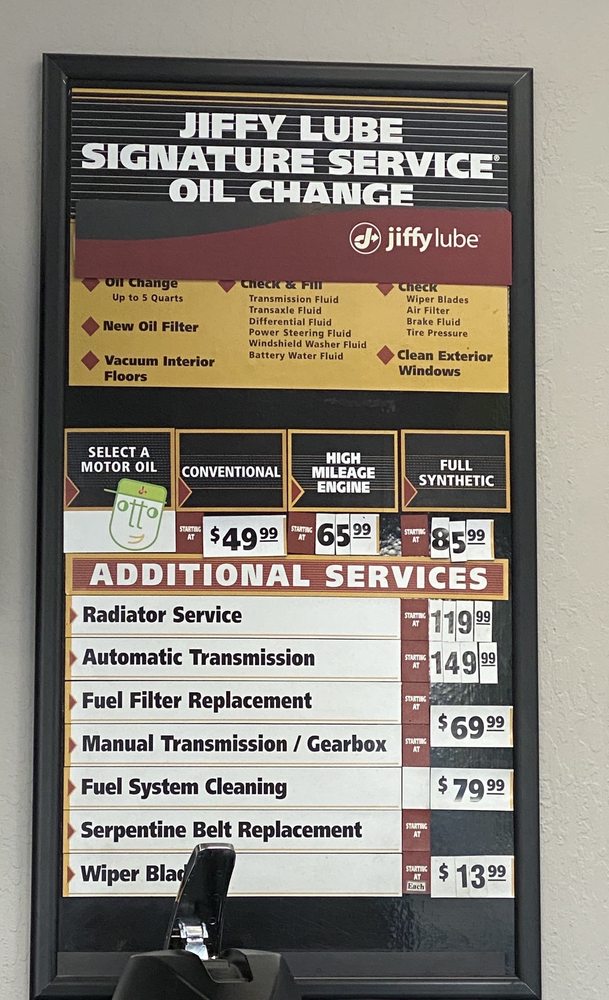 JIFFY LUBE
SIGNATURE SERVICE®
OIL CHANGE
jiffylube
Oil Change
Up to 5 Quarts
New Oil Filter
Vacuum Interior
Floors
Check & Fill
Transmission Fluid
Transaxle Fluid
Differential Fluid
Power Steering Fluid
Windshield Washer Fluid
Battery Water Fluid
Check
Wiper Blades
Air Filter
Brake Fluid
Tire Pressure
Clean Exterior
Windows
SELECT A
MOTOR OIL
otto
CONVENTIONAL
STARTING
AT
$49 99
HIGH
MILEAGE
ENGINE
STARTING
AT
65 99
FULL
SYNTHETIC
STARTING
AT
85 99
ADDITIONAL SERVICES
Radiator Service STARTING AT 119 99
Automatic Transmission STARTING AT 149 99
Fuel Filter Replacement STARTING AT
$69 99
Manual Transmission / Gearbox STARTING AT
Fuel System Cleaning $79 99
Serpentine Belt Replacement STARTING AT
Wiper STARTING AT Each $13 99